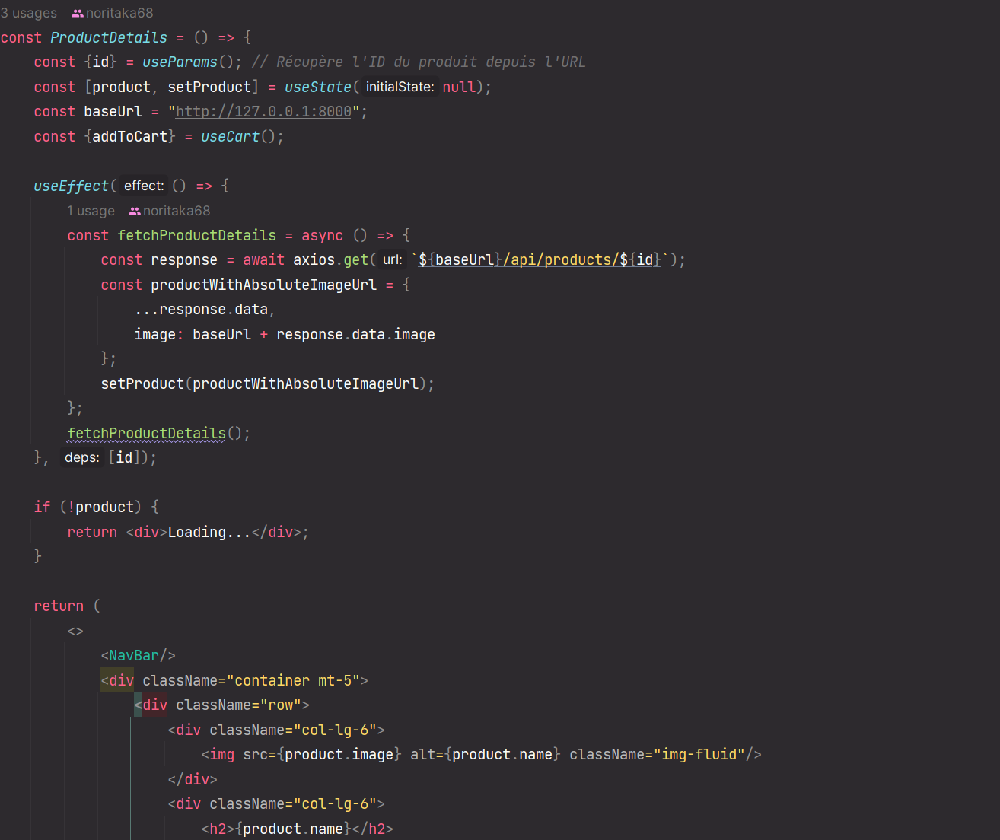 3 usages noritaka68
const ProductDetails = () => {
    const {id} = useParams(); // Récupère l'ID du produit depuis l'URL
    const [product, setProduct] = useState( initialState: null);
    const baseUrl = "http://127.0.0.1:8000";
    const {addToCart} = useCart();

    useEffect( effect: () => {
        1 usage noritaka68
        const fetchProductDetails = async () => {
            const response = await axios.get( url: `${baseUrl}/api/products/${id}`);
            const productWithAbsoluteImageUrl = {
                ...response.data,
                image: baseUrl + response.data.image
            };
            setProduct(productWithAbsoluteImageUrl);
        };
        fetchProductDetails();
    }, deps: [id]);

    if (!product) {
        return <div>Loading...</div>;
    }

    return (
        <>
            <NavBar/>
            <div className="container mt-5">
                <div className="row">
                    <div className="col-lg-6">
                        <img src={product.image} alt={product.name} className="img-fluid"/>
                    </div>
                    <div className="col-lg-6">
                        <h2>{product.name}</h2>